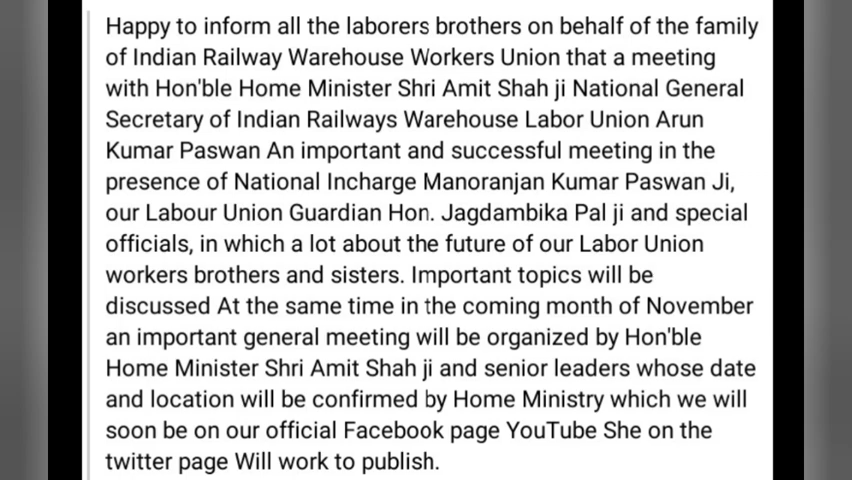 Happy to inform all the laborers brothers on behalf of the family
of Indian Railway Warehouse Workers Union that a meeting
with Hon'ble Home Minister Shri Amit Shah ji National General
Secretary of Indian Railways Warehouse Labor Union Arun
Kumar Paswan An important and successful meeting in the
presence of National Incharge Manoranjan Kumar Paswan Ji,
our Labour Union Guardian Hon. Jagdambika Pal ji and special
officials, in which a lot about the future of our Labor Union
workers brothers and sisters. Important topics will be
discussed At the same time in the coming month of November
an important general meeting will be organized by Hon'ble
Home Minister Shri Amit Shah ji and senior leaders whose date
and location will be confirmed by Home Ministry which we will
soon be on our official Facebook page YouTube She on the
twitter page Will work to publish.